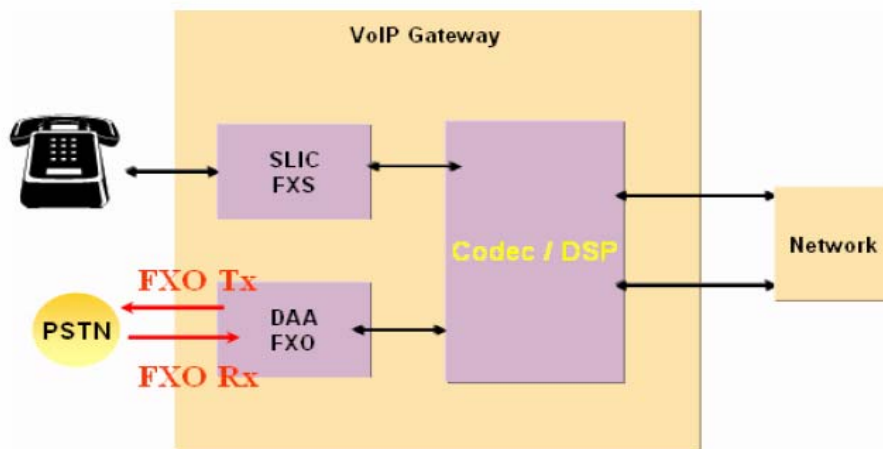 VoIP Gateway
SLIC
FXS
Codec / DSP
Network
FXO Tx
PSTN
DAA
FXO
FXO Rx